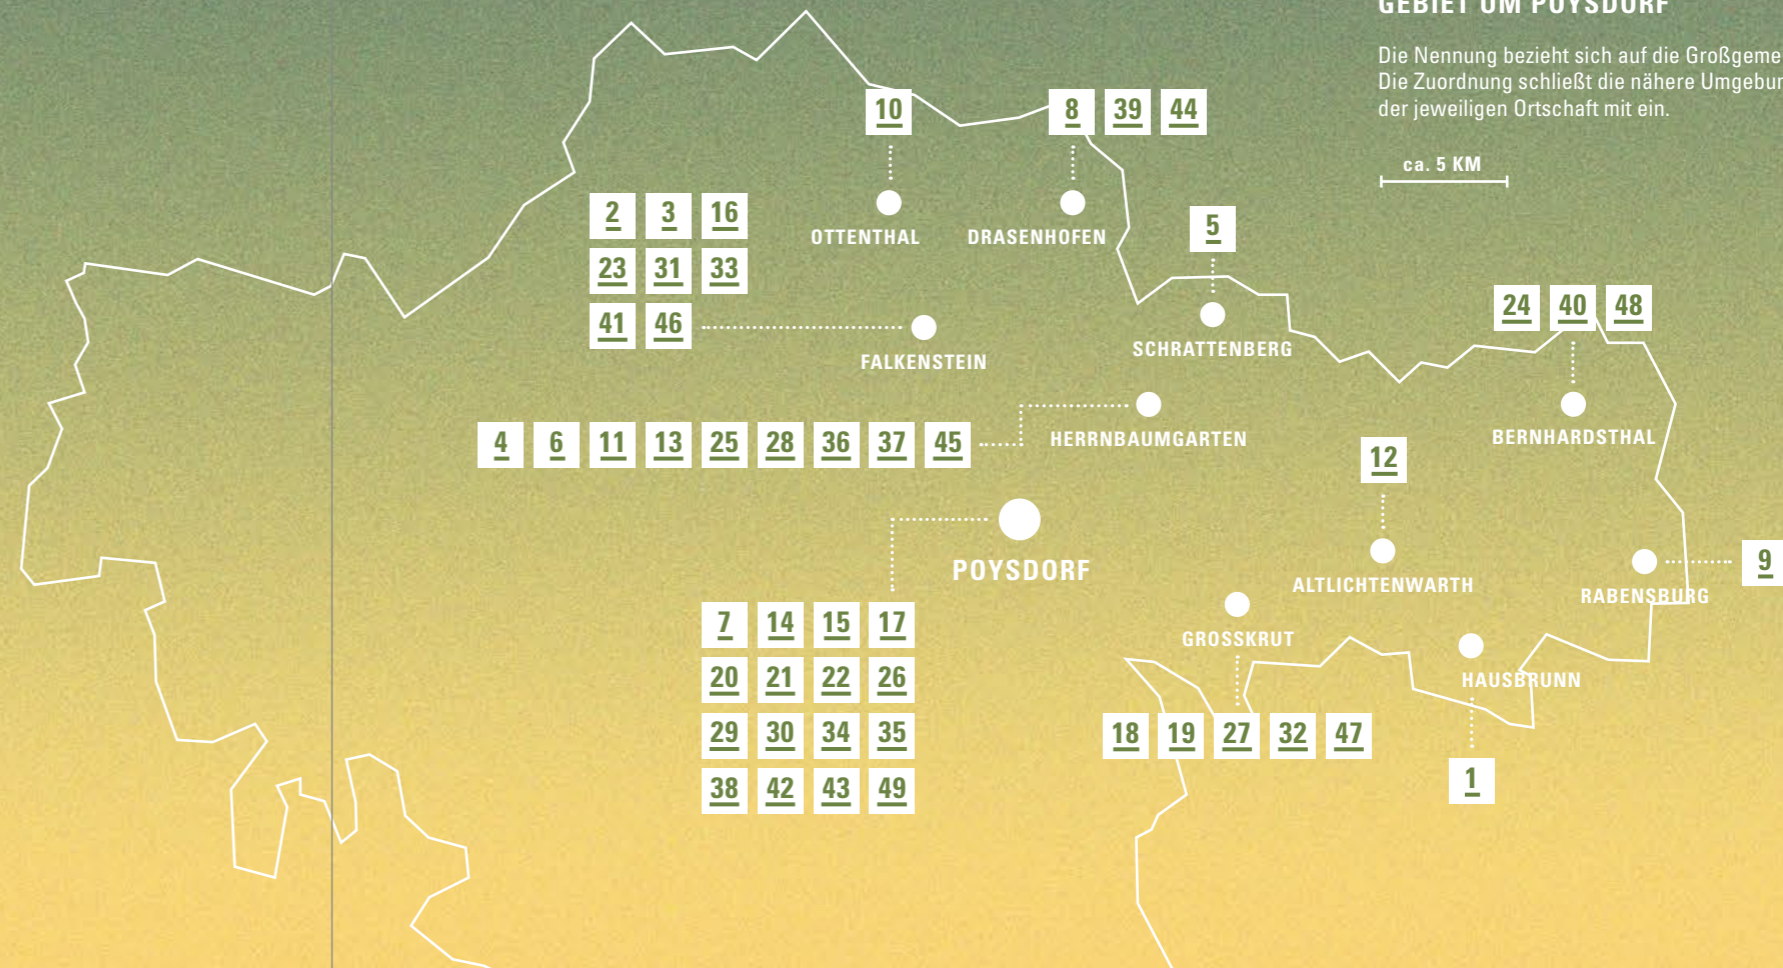 GEBIET UM POYSDORF
Die Nennung bezieht sich auf die
Die Zuordnung schließt die nähere
der jeweiligen Ortschaft mit ein.
ca. 5 KM
10
8 39 44
OTTENTHAL
DRASENHOFEN
2 3 16
23 31 33
41 46
FALKENSTEIN
5
SCHRATTENBERG
24 40 48
BERNHARDSTHAL
4 6 11 13 25 28 36 37 45
HERRNBAUMGARTEN
12
ALTLICHTENWARTH
POYSDORF
7 14 15 17
20 21 22 26
29 30 34 35
38 42 43 49
9
RABENSBURG
GROSSKRUT
18 19 27 32 47
HAUSBRUNN
1